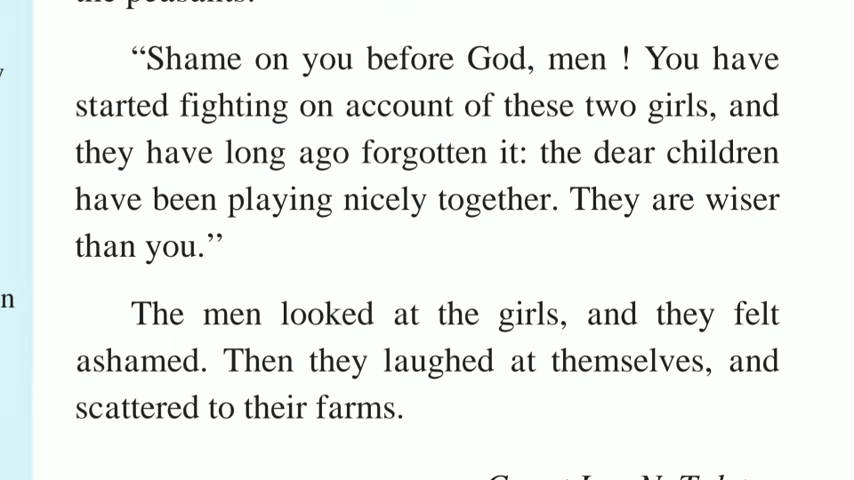 the peasants.
“Shame on you before God, men ! You have
started fighting on account of these two girls, and
they have long ago forgotten it: the dear children
have been playing nicely together. They are wiser
than you.”
n
The men looked at the girls, and they felt
ashamed. Then they laughed at themselves, and
scattered to their farms.